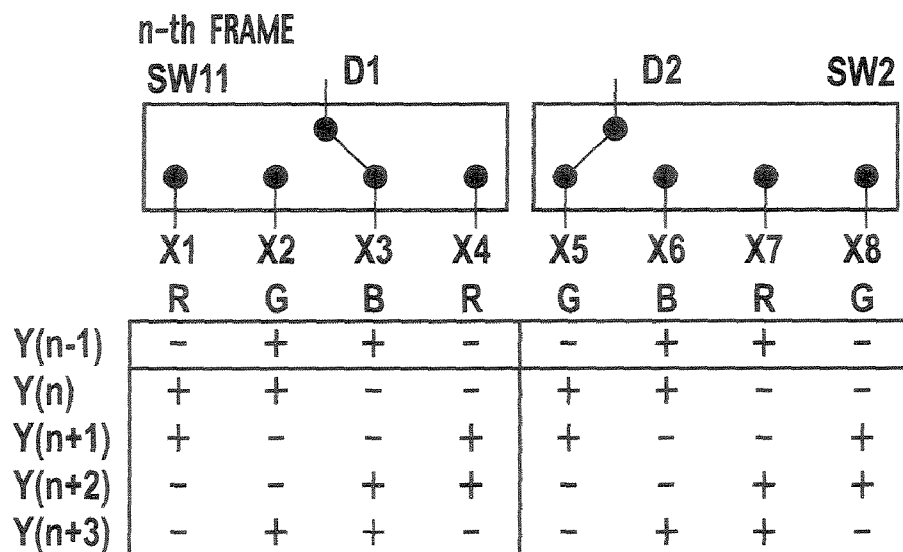 n-th FRAME
SW11 D1 D2 SW2
X1 X2 X3 X4 X5 X6 X7 X8
R G B R G B R G
Y(n-1) - + + - - + + -
Y(n) + + - - + + - -
Y(n+1) + - - + + - - +
Y(n+2) - - + + - - + +
Y(n+3) - + + - - + + -